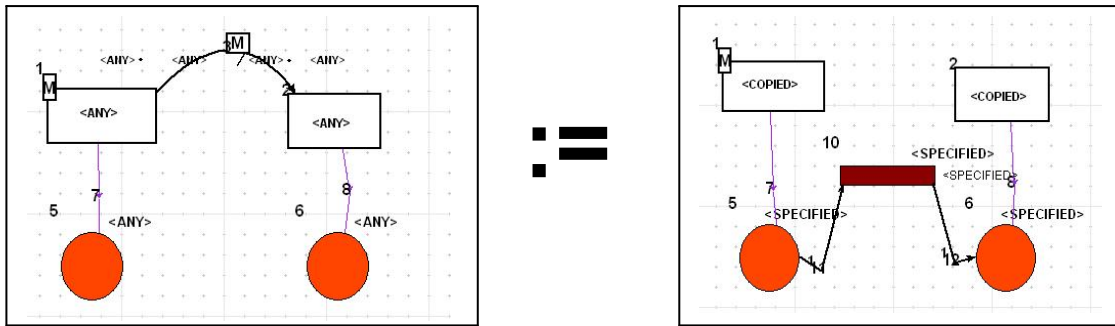 3 M
<ANY> <ANY> <ANY> <ANY>
1
M
2
<ANY>
<ANY>
7
8
5
6
<ANY>
<ANY>
:=
1
M
2
<COPIED>
<COPIED>
10
<SPECIFIED>
<SPECIFIED>
7
8
5
6
<SPECIFIED>
<SPECIFIED>
11
12